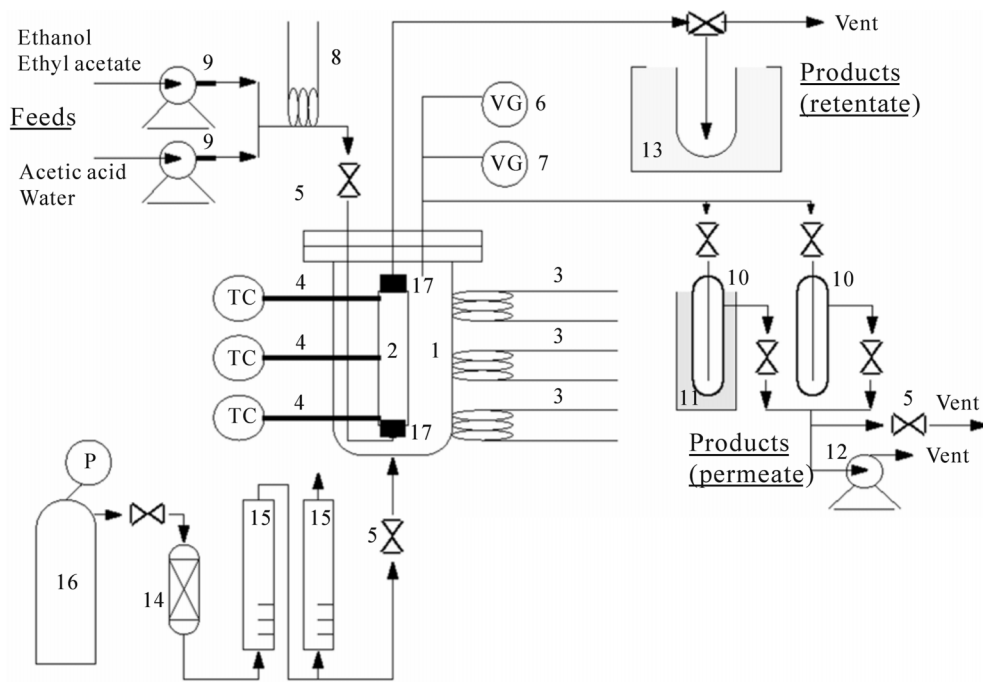 Ethanol
Ethyl acetate
9
8
Vent
Products
(retentate)
VG
6
Feeds
9
VG
7
13
Acetic acid
Water
5
TC
4
17
3
10
10
TC
4
2
1
3
TC
4
17
3
11
5
Vent
Products
(permeate)
12
Vent
P
15
15
5
16
14